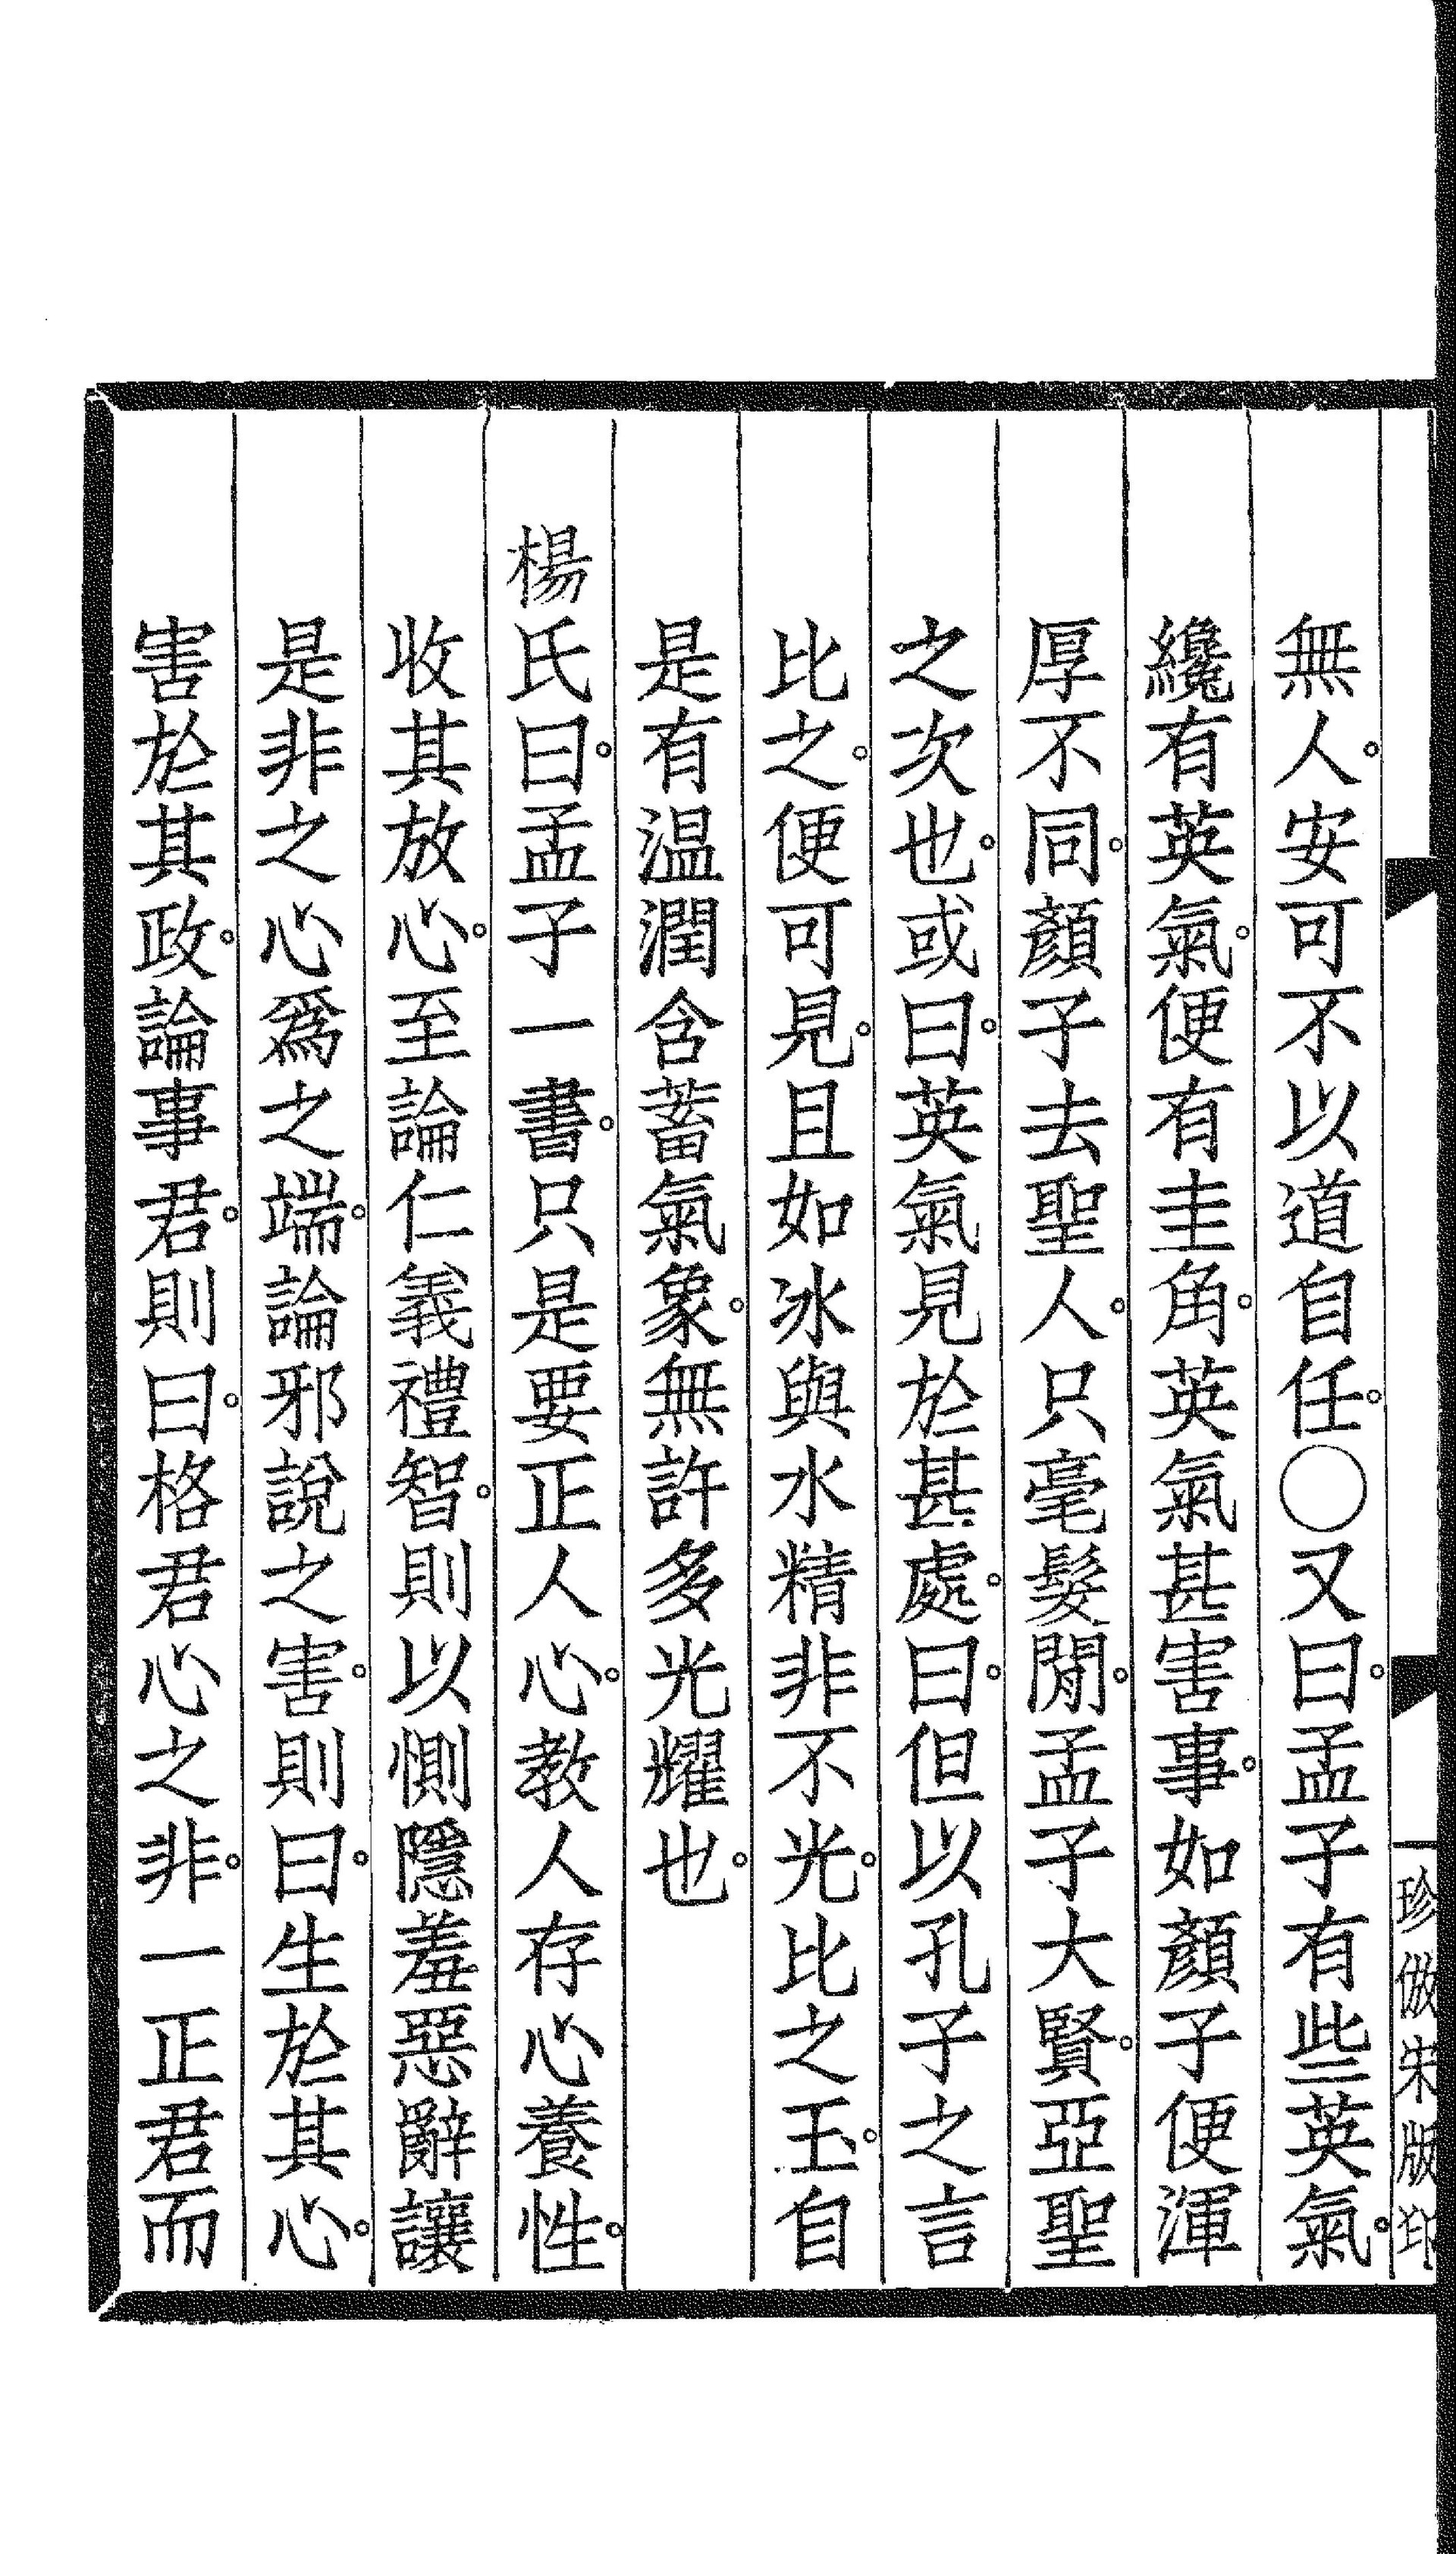 珍倣宋版印
無人。安可不以道自任。○又曰。孟子有些英氣。
纔有英氣。便有圭角。英氣甚害事。如顏子便渾
厚不同。顏子去聖人。只毫髮閒。孟子大賢。亞聖
之次也。或曰。英氣見於甚處。曰。但以孔子之言
比之。便可見。且如冰與水精非不光。比之玉。自
是有温潤含蓄氣象。無許多光耀也。
楊氏曰。孟子一書。只是要正人心。教人存心養性。
收其放心。至論仁義禮智。則以惻隱羞惡辭讓
是非之心爲之端。論邪說之害。則曰。生於其心。
害於其政。論事君。則曰。格君心之非。一正君而